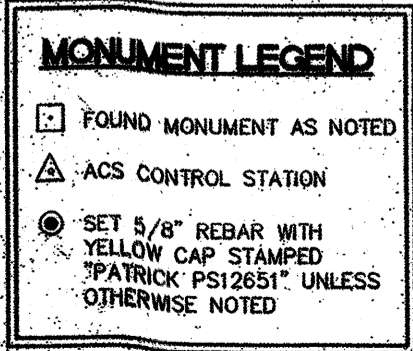 MONUMENT LEGEND
FOUND MONUMENT AS NOTED
ACS CONTROL STATION
SET 5/8" REBAR WITH
YELLOW CAP STAMPED
"PATRICK PS12651" UNLESS
OTHERWISE NOTED